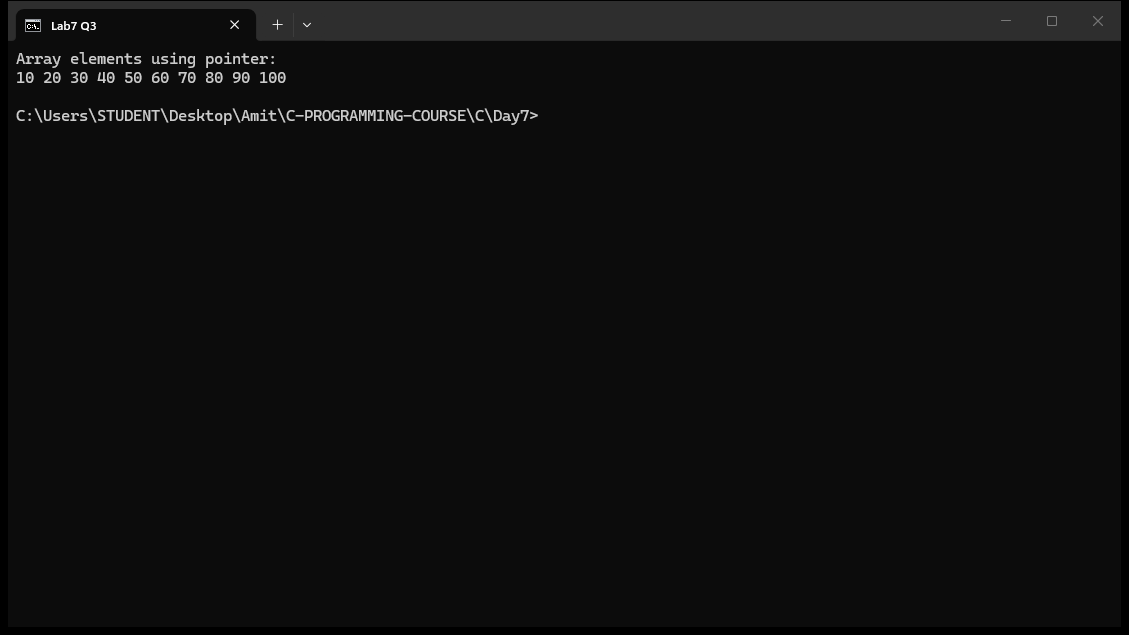 Lab7 Q3
Array elements using pointer:
10 20 30 40 50 60 70 80 90 100
C:\Users\STUDENT\Desktop\Amit\C-PROGRAMMING-COURSE\C\Day7>